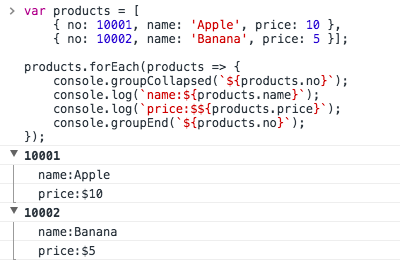 var products = [
{ no: 10001, name: 'Apple', price: 10 },
{ no: 10002, name: 'Banana', price: 5 }];
products.forEach(products => {
console.groupCollapsed(`${products.no}`);
console.log(`name:${products.name}`);
console.log(`price:$${products.price}`);
console.groupEnd(`${products.no}`);
});
10001
name:Apple
price:$10
10002
name:Banana
price:$5